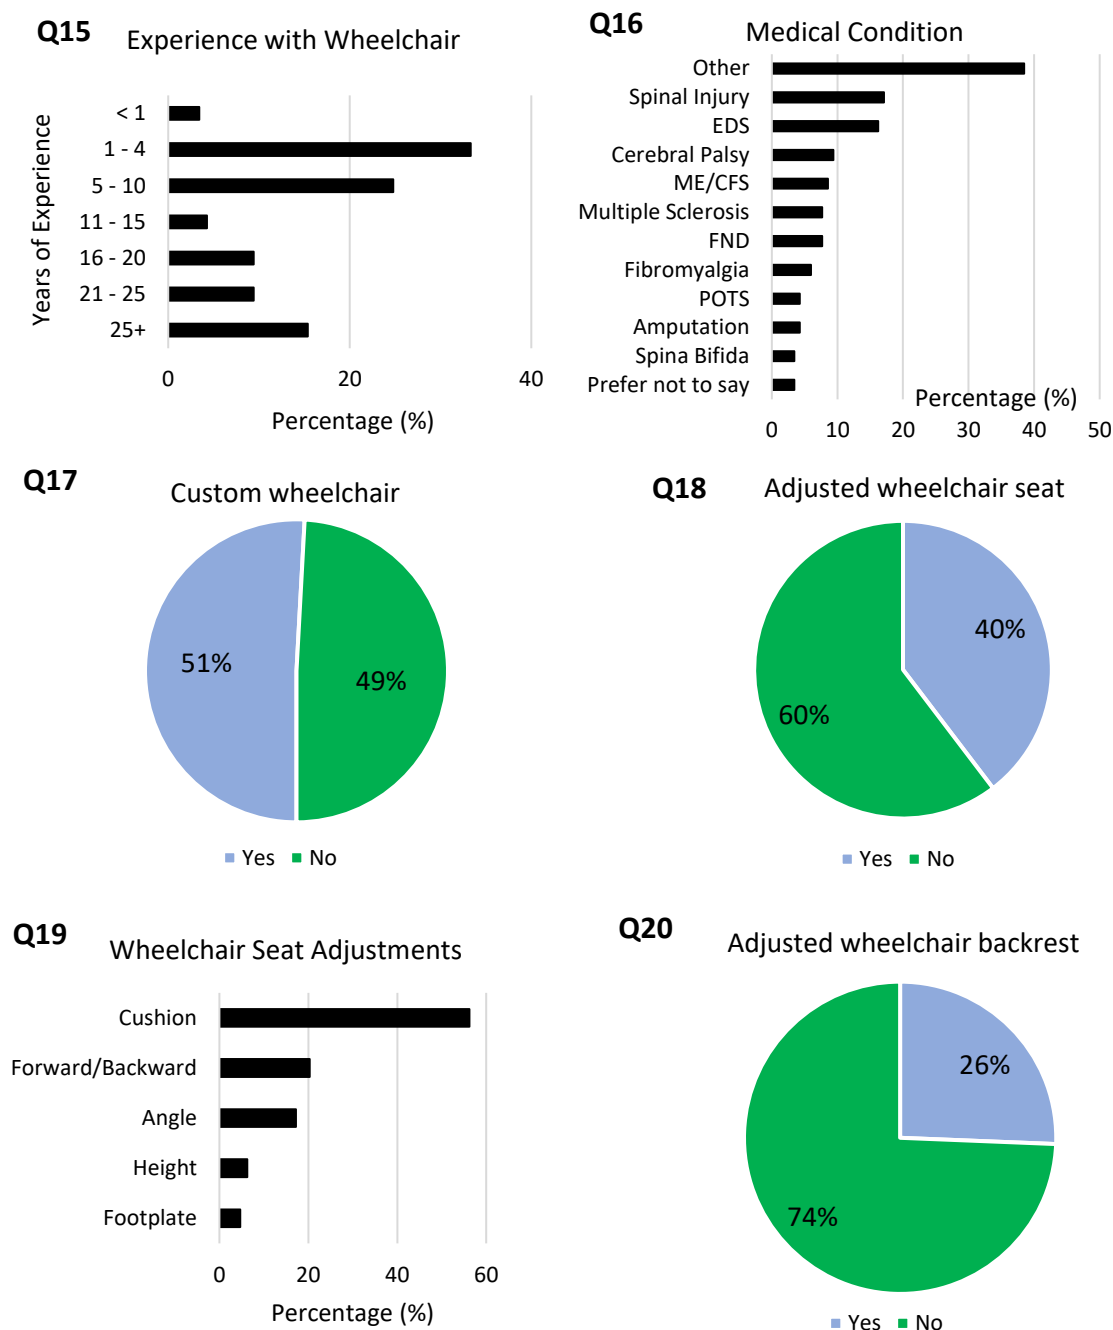 Q15
Experience with Wheelchair
Years of Experience
< 1
1 - 4
5 - 10
11 - 15
16 - 20
21 - 25
25+
0 20 40
Percentage (%)
Q16
Medical Condition
Other
Spinal Injury
EDS
Cerebral Palsy
ME/CFS
Multiple Sclerosis
FND
Fibromyalgia
POTS
Amputation
Spina Bifida
Prefer not to say
Percentage (%)
0 10 20 30 40 50
Q17
Custom wheelchair
51%
49%
Yes No
Q18
Adjusted wheelchair seat
40%
60%
Yes No
Q19
Wheelchair Seat Adjustments
Cushion
Forward/Backward
Angle
Height
Footplate
0 20 40 60
Percentage (%)
Q20
Adjusted wheelchair backrest
26%
74%
Yes No